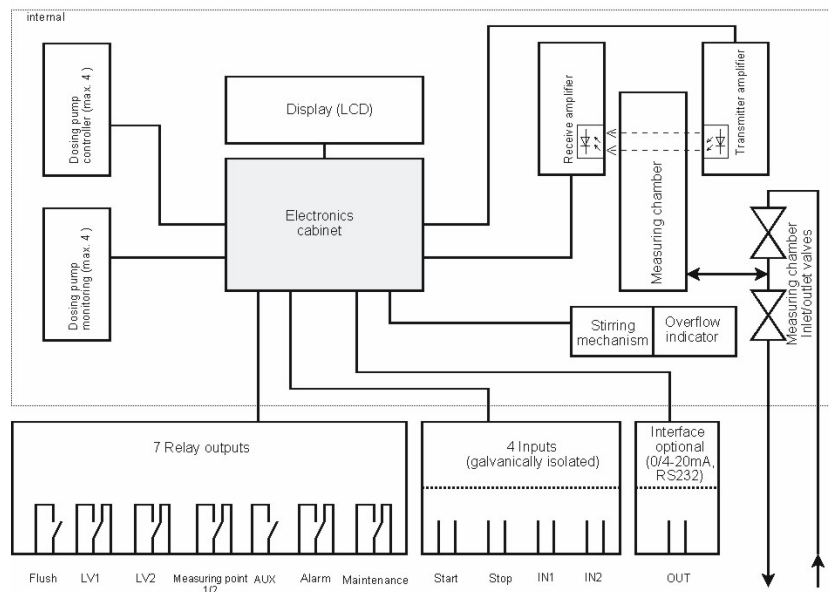 internal
Dosing pump
controller (max. 4 )
Display (LCD)
Receive amplifier
Transmitter amplifier
Electronics
cabinet
Measuring chamber
Dosing pump
monitoring (max. 4 )
Measuring chamber
Inlet/outlet valves
Stirring
mechanism
Overflow
indicator
7 Relay outputs
4 Inputs
(galvanically isolated)
Interface
optional
(0/4-20mA,
RS232)
Flush
LV1
LV2
Measuring point
1/2
AUX
Alarm
Maintenance
Start
Stop
IN1
IN2
OUT